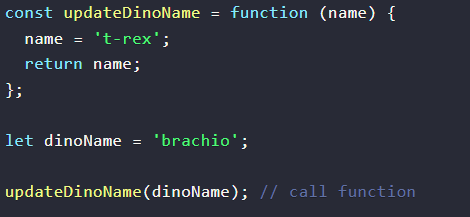 const updateDinoName = function (name) {
  name = 't-rex';
  return name;
};
let dinoName = 'brachio';
updateDinoName(dinoName); // call function